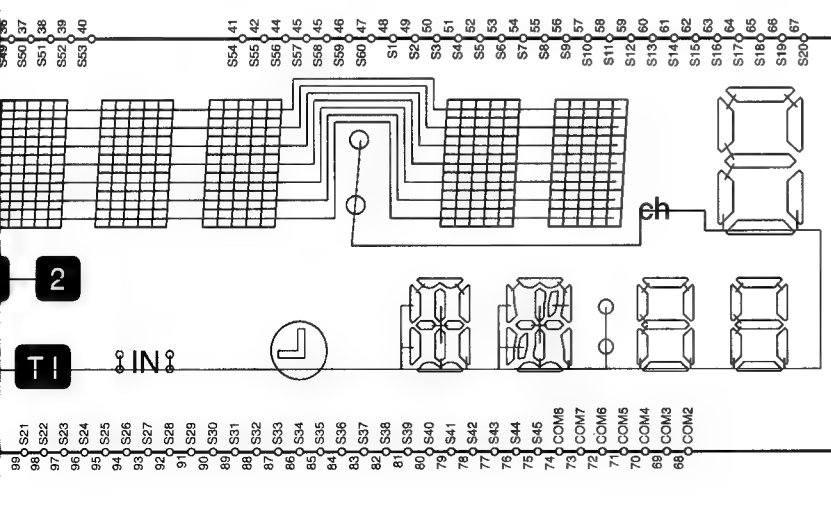 36 37 38 39 40 41 42 44 45 45 46 47 48 49 50 51 52 53 54 55 56 57 58 59 60 61 62 63 64 65 66 67
S49 S50 S51 S52 S53 S54 S55 S56 S57 S58 S59 S60 S1 S2 S3 S4 S5 S6 S7 S8 S9 S10 S11 S12 S13 S14 S15 S16 S17 S18 S19 S20
ch
2
TI IN
S21 S22 S23 S24 S25 S26 S27 S28 S29 S30 S31 S32 S33 S34 S35 S36 S37 S38 S39 S40 S41 S42 S43 S44 S45 COM8 COM7 COM6 COM5 COM4 COM3 COM2
99 98 97 96 95 94 93 92 91 90 89 88 87 86 85 84 83 82 81 80 79 78 77 76 75 74 73 72 71 70 69 68